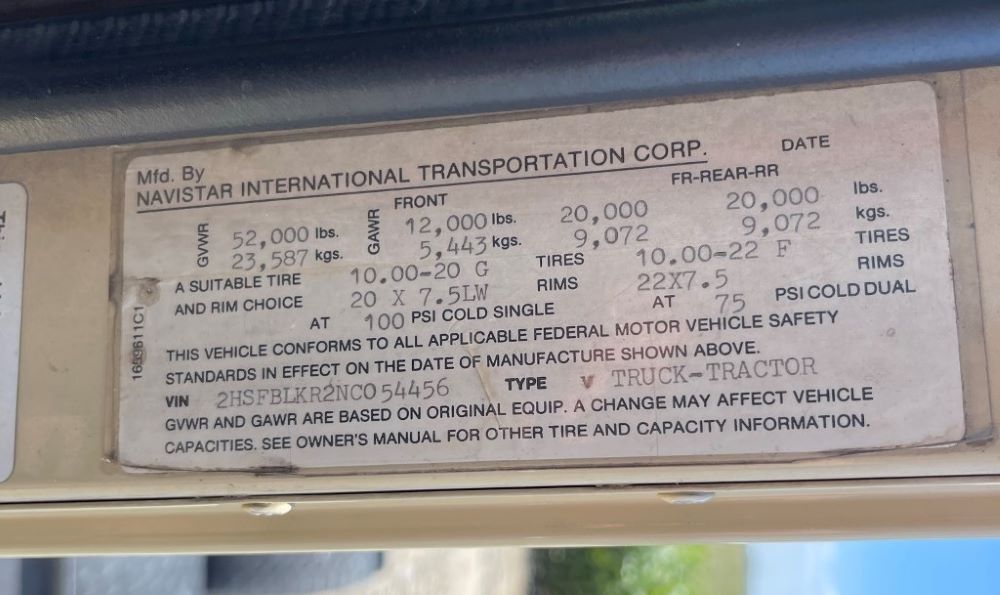 Mfd. By
NAVISTAR INTERNATIONAL TRANSPORTATION CORP. DATE
FRONT FR-REAR-RR
GVWR 52,000 lbs. GAWR 12,000 lbs. 20,000 20,000 lbs.
23,587 kgs. 5,443 kgs. 9,072 9,072 kgs.
A SUITABLE TIRE 10.00-20 G TIRES 10.00-22 F TIRES
AND RIM CHOICE 20 X 7.5LW RIMS 22X7.5 RIMS
AT 100 PSI COLD SINGLE AT 75 PSI COLD DUAL
THIS VEHICLE CONFORMS TO ALL APPLICABLE FEDERAL MOTOR VEHICLE SAFETY
STANDARDS IN EFFECT ON THE DATE OF MANUFACTURE SHOWN ABOVE.
VIN 2HSFBLKR2NC054456 TYPE TRUCK-TRACTOR
GVWR AND GAWR ARE BASED ON ORIGINAL EQUIP. A CHANGE MAY AFFECT VEHICLE
CAPACITIES. SEE OWNER'S MANUAL FOR OTHER TIRE AND CAPACITY INFORMATION.
1659611C1